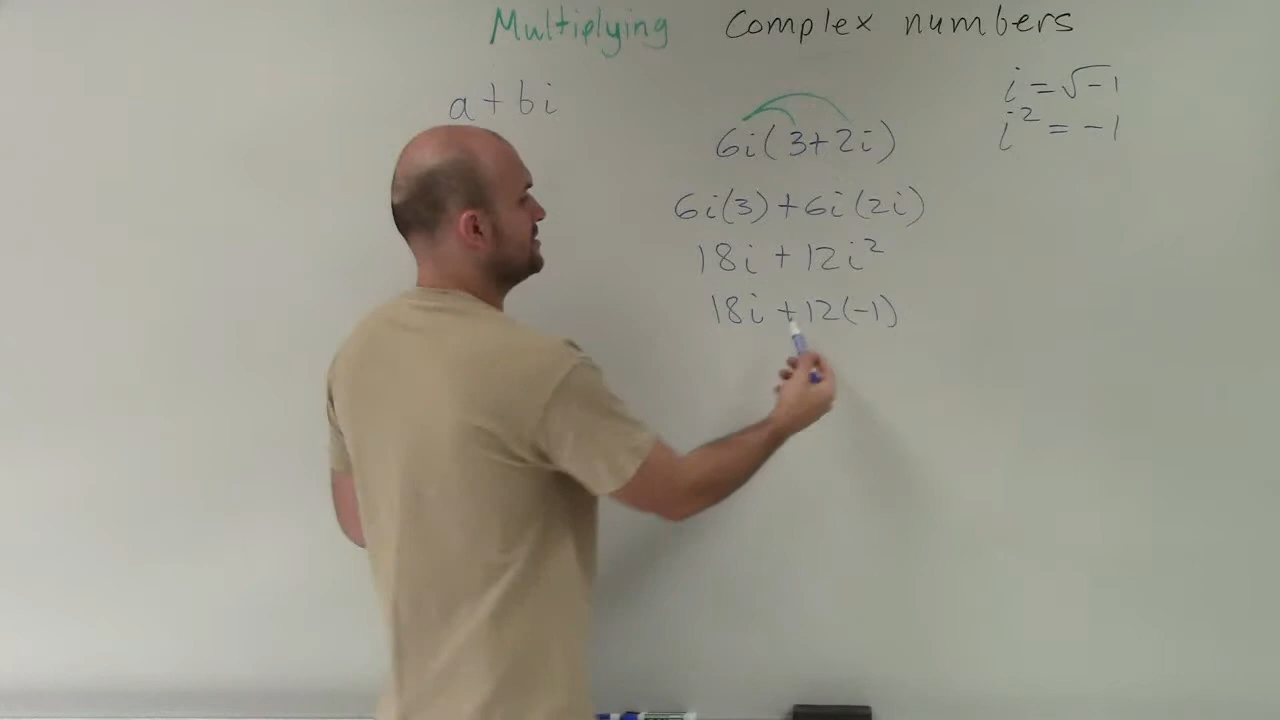 Multiplying Complex numbers
a+bi
6i(3+2i)
6i(3)+6i(2i)
18i+12i²
18i+12(-1)
i=√-1
i²=-1